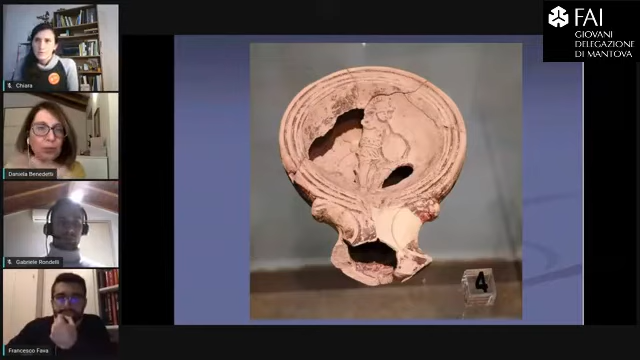 FAI
GIOVANI
DELEGAZIONE
DI MANTOVA
Chiara
Daniela Benedetti
Gabriele Rondelli
Francesco Fava
4